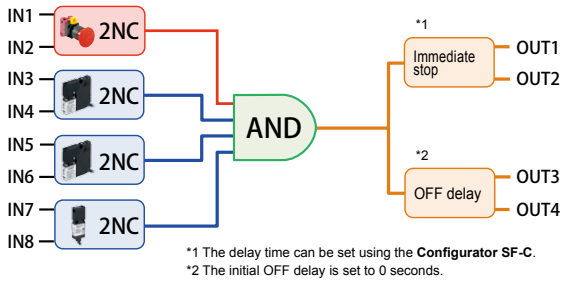 IN1
IN2
2NC
IN3
IN4
2NC
IN5
IN6
2NC
IN7
IN8
2NC
AND
*1
Immediate
stop
OUT1
OUT2
*2
OFF delay
OUT3
OUT4
*1 The delay time can be set using the Configurator SF-C.
*2 The initial OFF delay is set to 0 seconds.